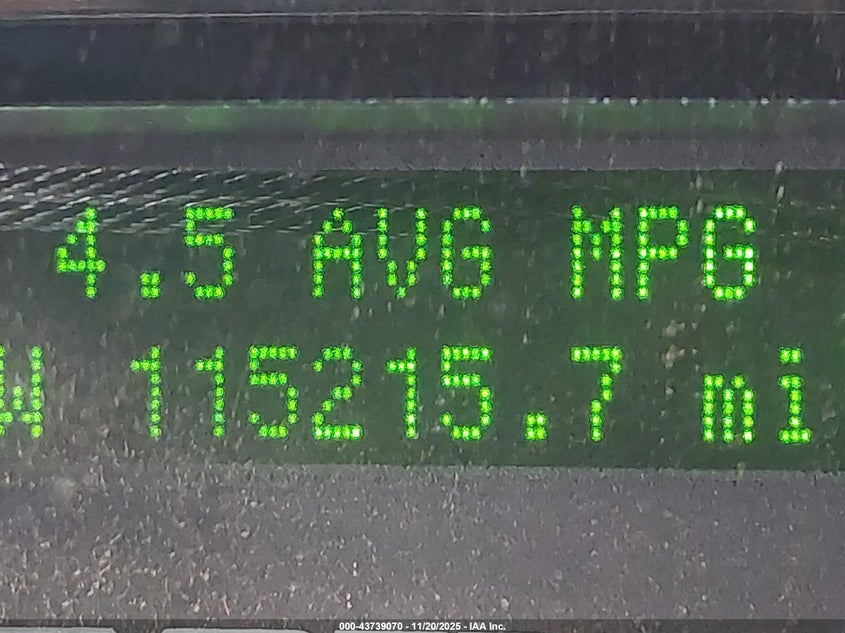 4.5 AVG MPG
W 115215.7 mi
000-43739070 - 11/20/2025 - IAA Inc.